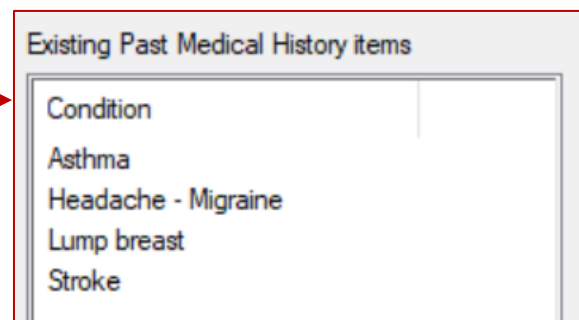 Existing Past Medical History items
Condition
Asthma
Headache - Migraine
Lump breast
Stroke